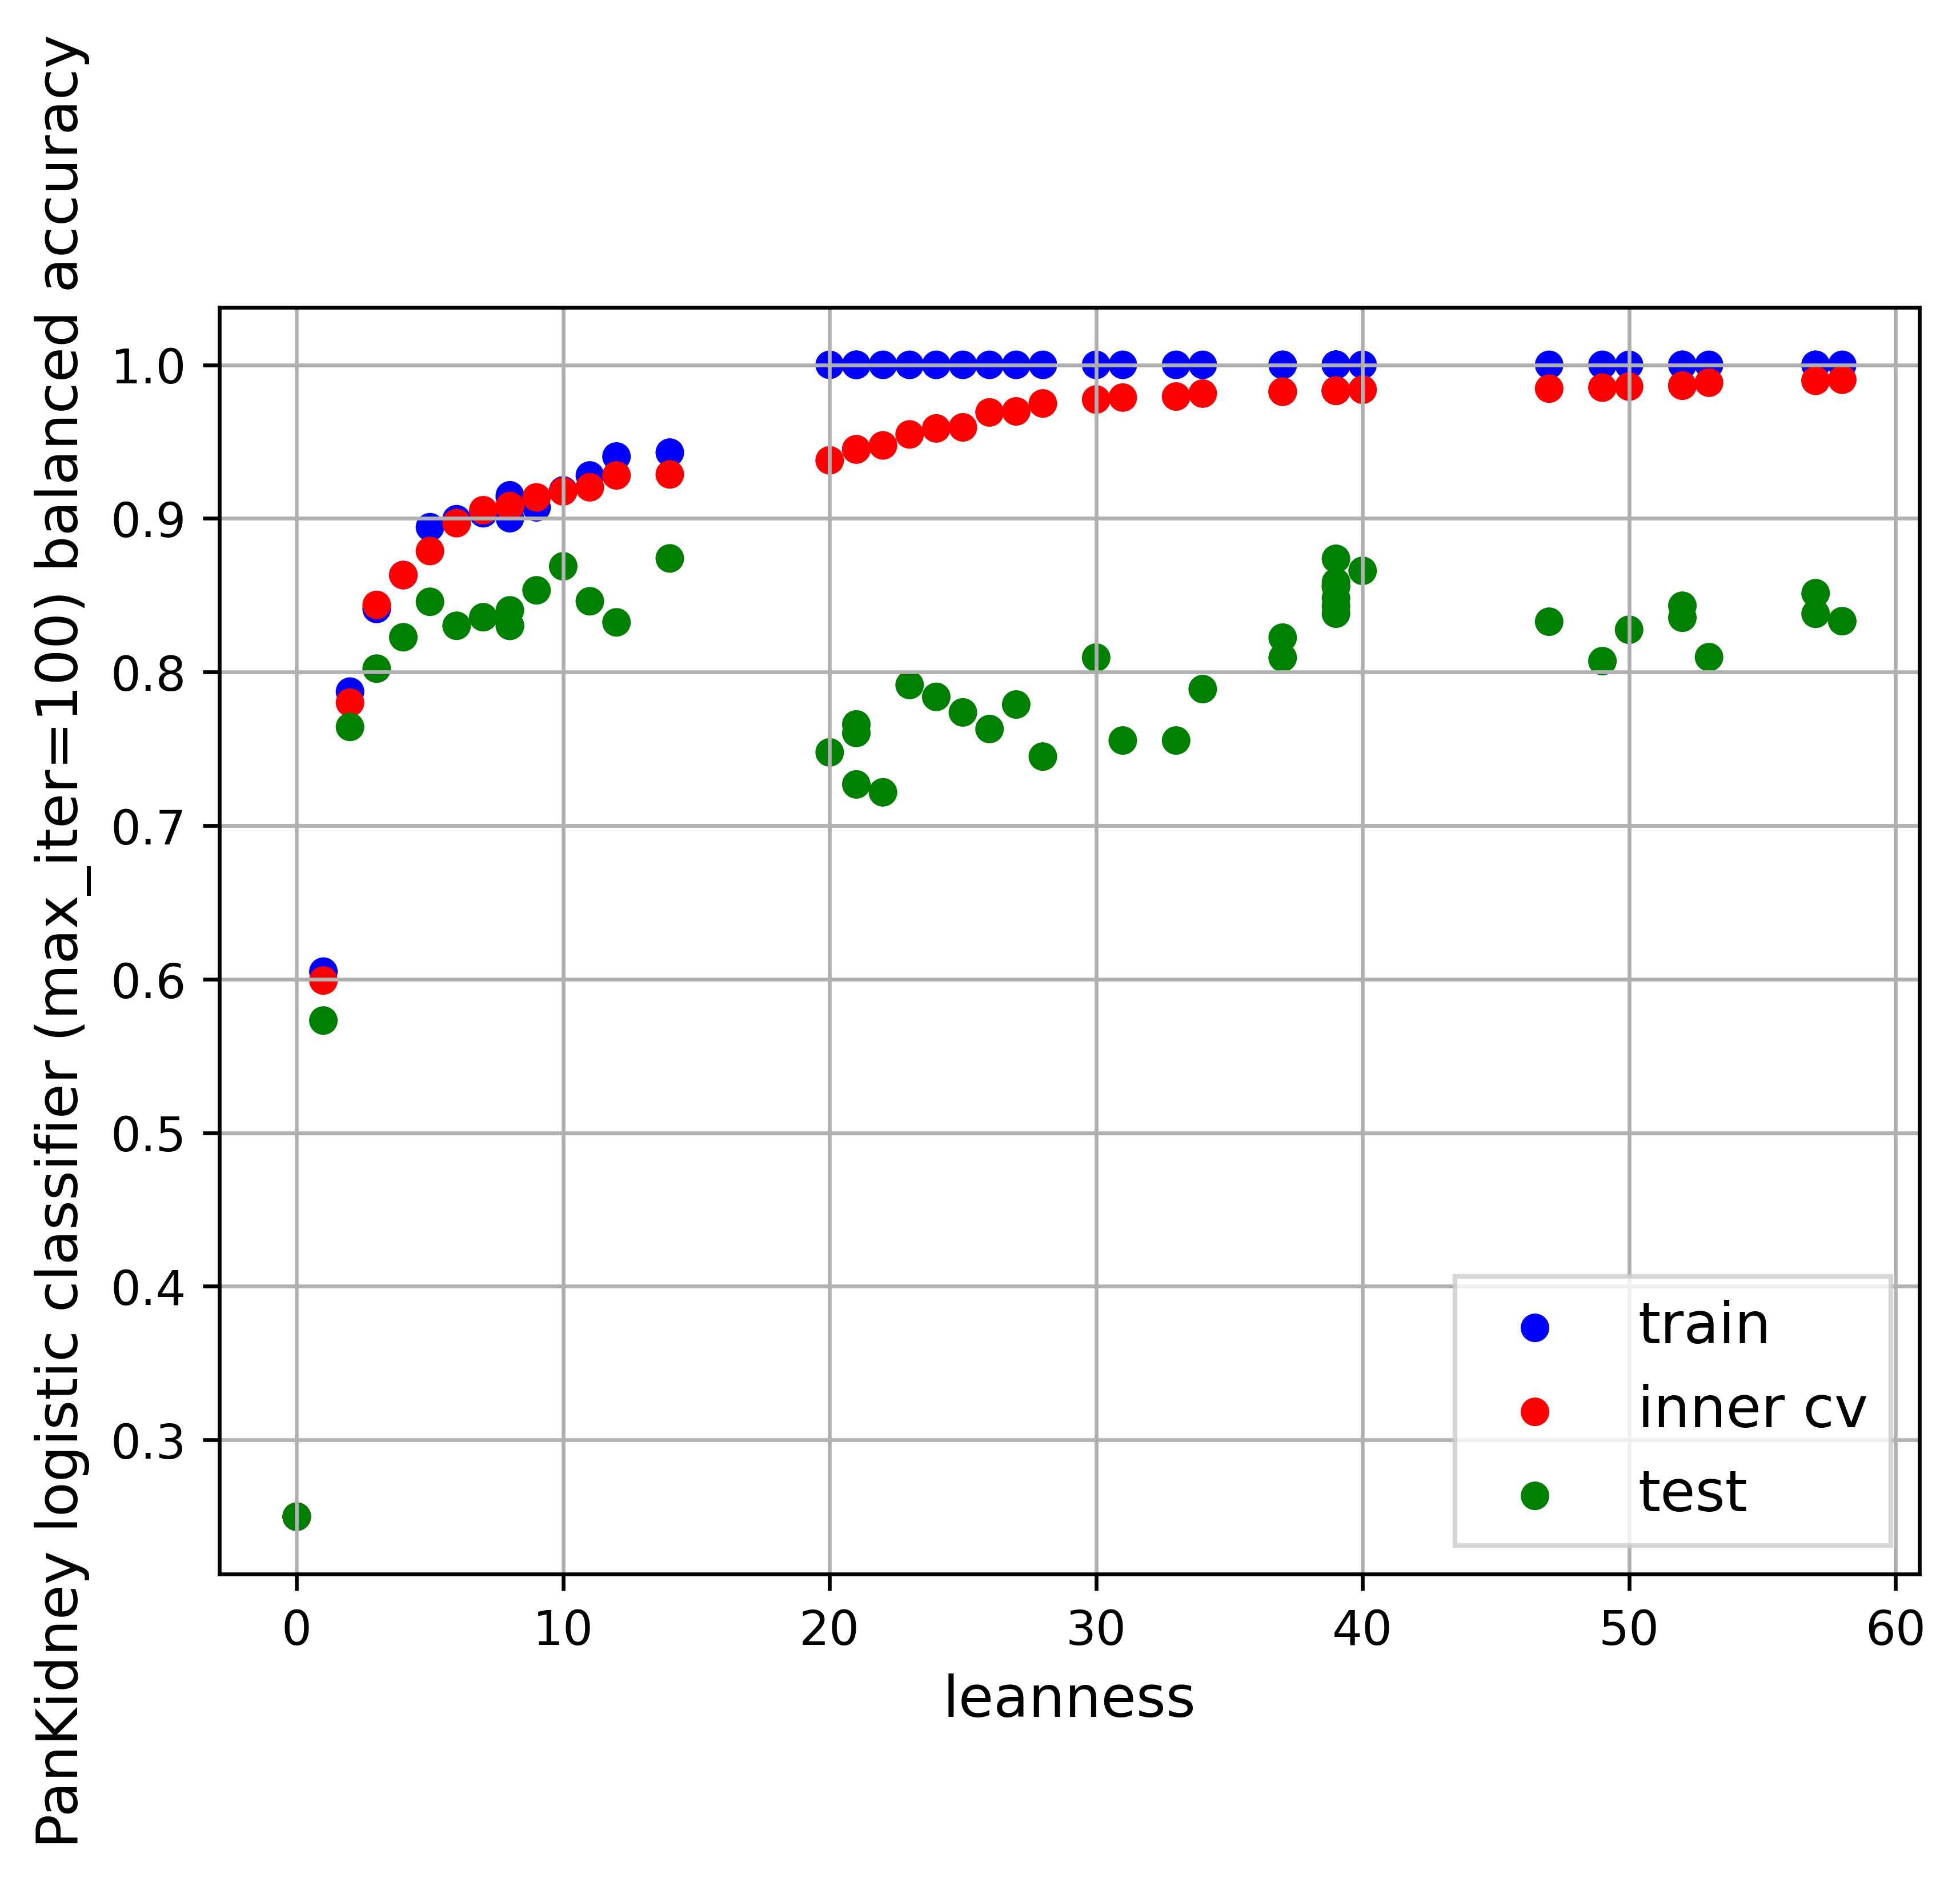 PanKidney logistic classifier (max_iter=100) balanced accuracy
1.0
0.9
0.8
0.7
0.6
0.5
0.4
0.3
train
inner cv
test
0 10 20 30 40 50 60
leanness